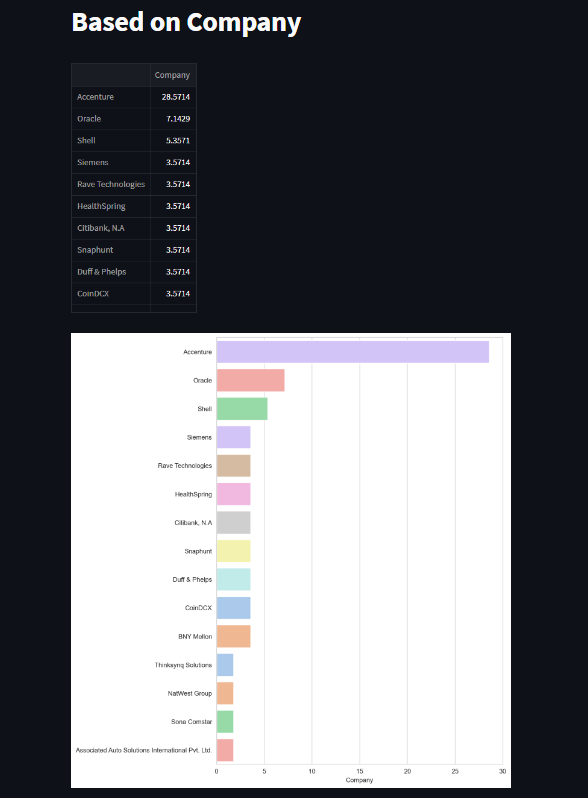 Based on Company
Company
Accenture 28.5714
Oracle 7.1429
Shell 5.3571
Siemens 3.5714
Rave Technologies 3.5714
HealthSpring 3.5714
Citibank, N.A 3.5714
Snaphunt 3.5714
Duff & Phelps 3.5714
CoinDCX 3.5714
Accenture
Oracle
Shell
Siemens
Rave Technologies
HealthSpring
Citibank, N.A
Snaphunt
Duff & Phelps
CoinDCX
BNY Mellon
Thinksynq Solutions
NatWest Group
Sona Comstar
Associated Auto Solutions International Pvt. Ltd.
0 5 10 15 20 25 30
Company